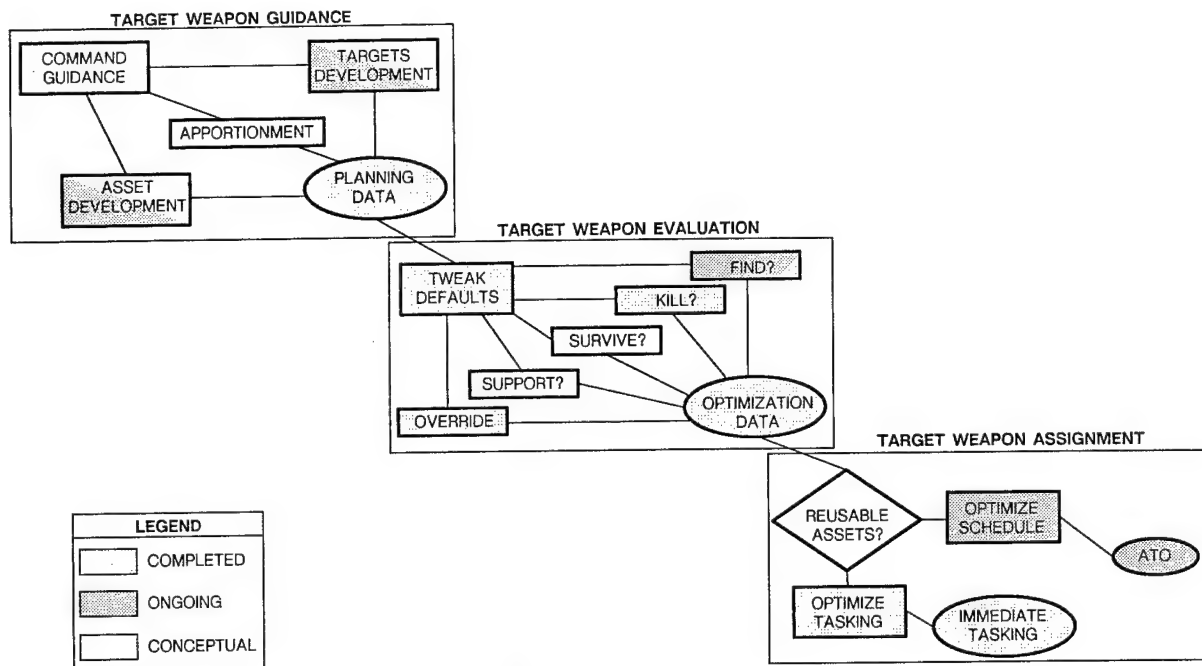 TARGET WEAPON GUIDANCE
COMMAND
GUIDANCE
TARGETS
DEVELOPMENT
APPORTIONMENT
ASSET
DEVELOPMENT
PLANNING
DATA
TARGET WEAPON EVALUATION
TWEAK
DEFAULTS
FIND?
KILL?
SURVIVE?
SUPPORT?
OVERRIDE
OPTIMIZATION
DATA
TARGET WEAPON ASSIGNMENT
REUSABLE
ASSETS?
OPTIMIZE
SCHEDULE
ATO
OPTIMIZE
TASKING
IMMEDIATE
TASKING
LEGEND
COMPLETED
ONGOING
CONCEPTUAL